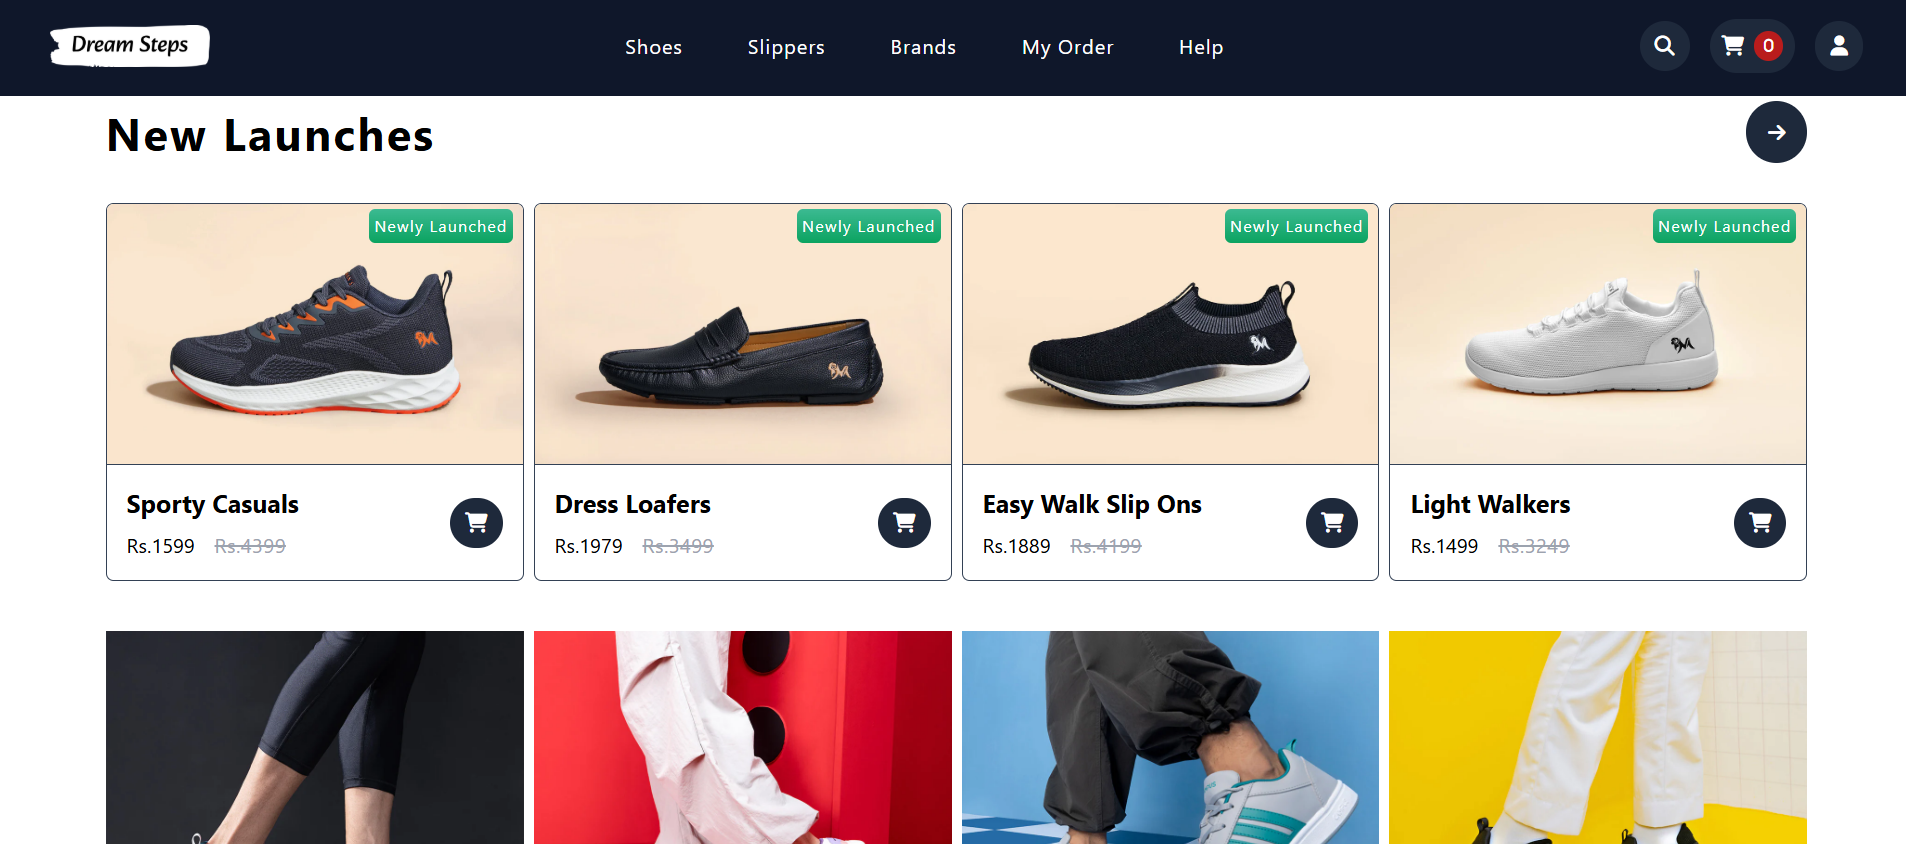 Dream Steps
Shoes
Slippers
Brands
My Order
Help
0
New Launches
Newly Launched
Newly Launched
Newly Launched
Newly Launched
Sporty Casuals
Rs.1599 Rs.4399
Dress Loafers
Rs.1979 Rs.3499
Easy Walk Slip Ons
Rs.1889 Rs.4199
Light Walkers
Rs.1499 Rs.3249